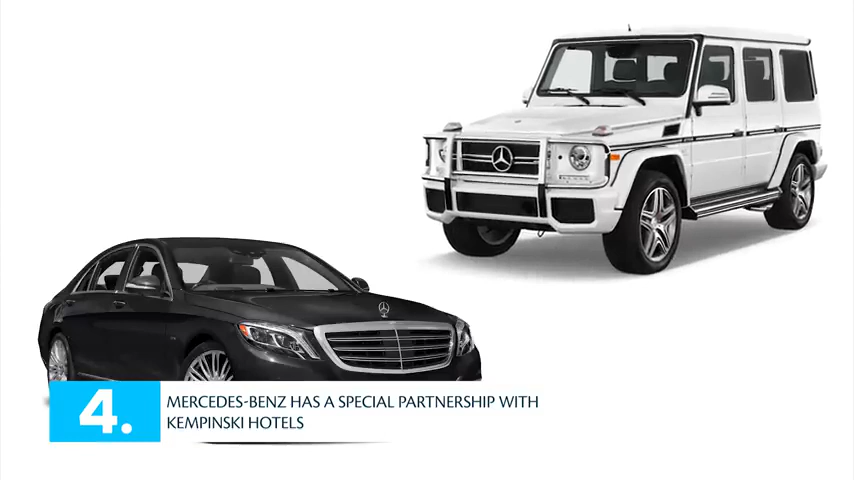 4.
MERCEDES-BENZ HAS A SPECIAL PARTNERSHIP WITH
KEMPINSKI HOTELS